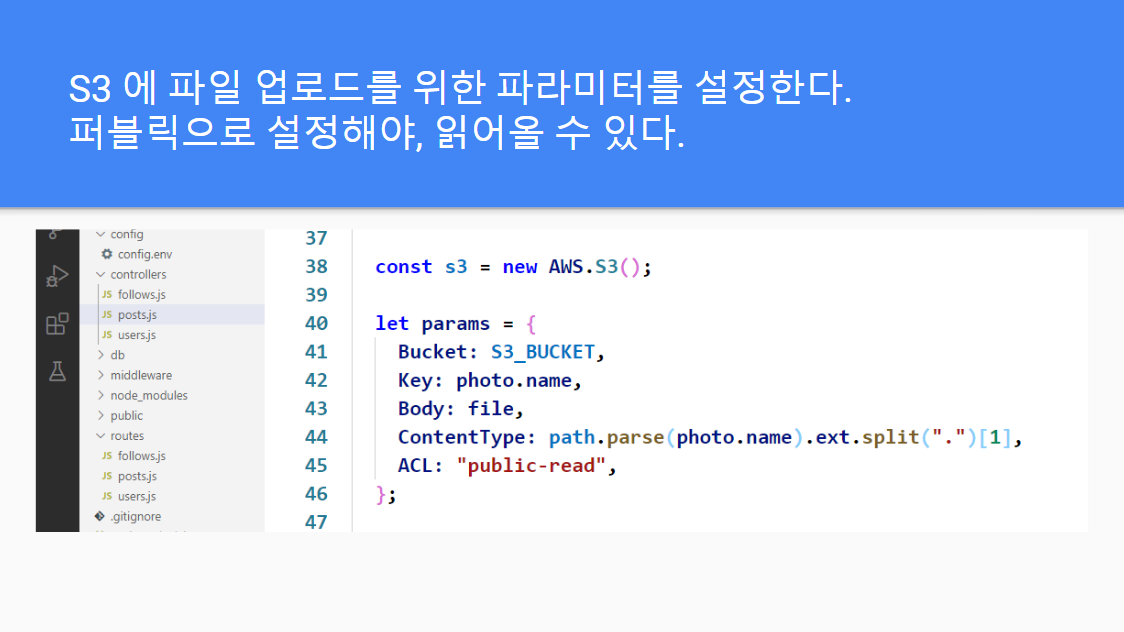 S3 에 파일 업로드를 위한 파라미터를 설정한다.
퍼블릭으로 설정해야, 읽어올 수 있다.
config
config.env
controllers
JS follows.js
JS posts.js
JS users.js
db
middleware
node_modules
public
routes
JS follows.js
JS posts.js
JS users.js
.gitignore
37
38 const s3 = new AWS.S3();
39
40 let params = {
41 Bucket: S3_BUCKET,
42 Key: photo.name,
43 Body: file,
44 ContentType: path.parse(photo.name).ext.split(".")[1],
45 ACL: "public-read",
46 };
47